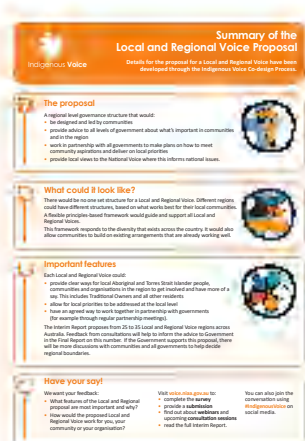 Summary of the
Local and Regional Voice Proposal
Details for the proposal for a Local and Regional Voice have been
developed through the Indigenous Voice Co-design Process.
Indigenous Voice
The proposal
A regional level governance structure that would:
• be designed and led by communities
• provide advice to all levels of government about what's important in communities
and in the region
• work in partnership with all governments to make plans on how to meet
community aspirations and deliver on local priorities
• provide local views to the National Voice where this informs national issues.
What could it look like?
There would be no one set structure for a Local and Regional Voice. Different regions
could have different structures, based on what works best for their local communities.
A flexible principles-based framework would guide and support all Local and
Regional Voices.
This framework responds to the diversity that exists across the country. It would also
allow communities to build on existing arrangements that are already working well.
Important features
Each Local and Regional Voice could:
• provide clear ways for local Aboriginal and Torres Strait Islander people,
communities and organisations in the region to get involved and have more of a
say. This includes Traditional Owners and all other residents
• allow for local priorities to be addressed at the local level
• have an agreed way to work together in partnership with governments
(for example through regular partnership meetings).
The Interim Report proposes from 25 to 35 Local and Regional Voice regions across
Australia. Feedback from consultations will help to inform the advice to Government
in the Final Report on this number. If the Government supports this proposal, there
will be more discussions with communities and all governments to help decide
regional boundaries.
Have your say!
We want your feedback:
• What features of the Local and Regional
proposal are most important and why?
• How would the proposed Local and
Regional Voice work for you, your
community or your organisation?
Visit voice.niaa.gov.au to:
• complete the survey
• provide a submission
• find out about webinars and
upcoming consultation sessions
• read the full Interim Report.
You can also join the
conversation using
#IndigenousVoice on
social media.